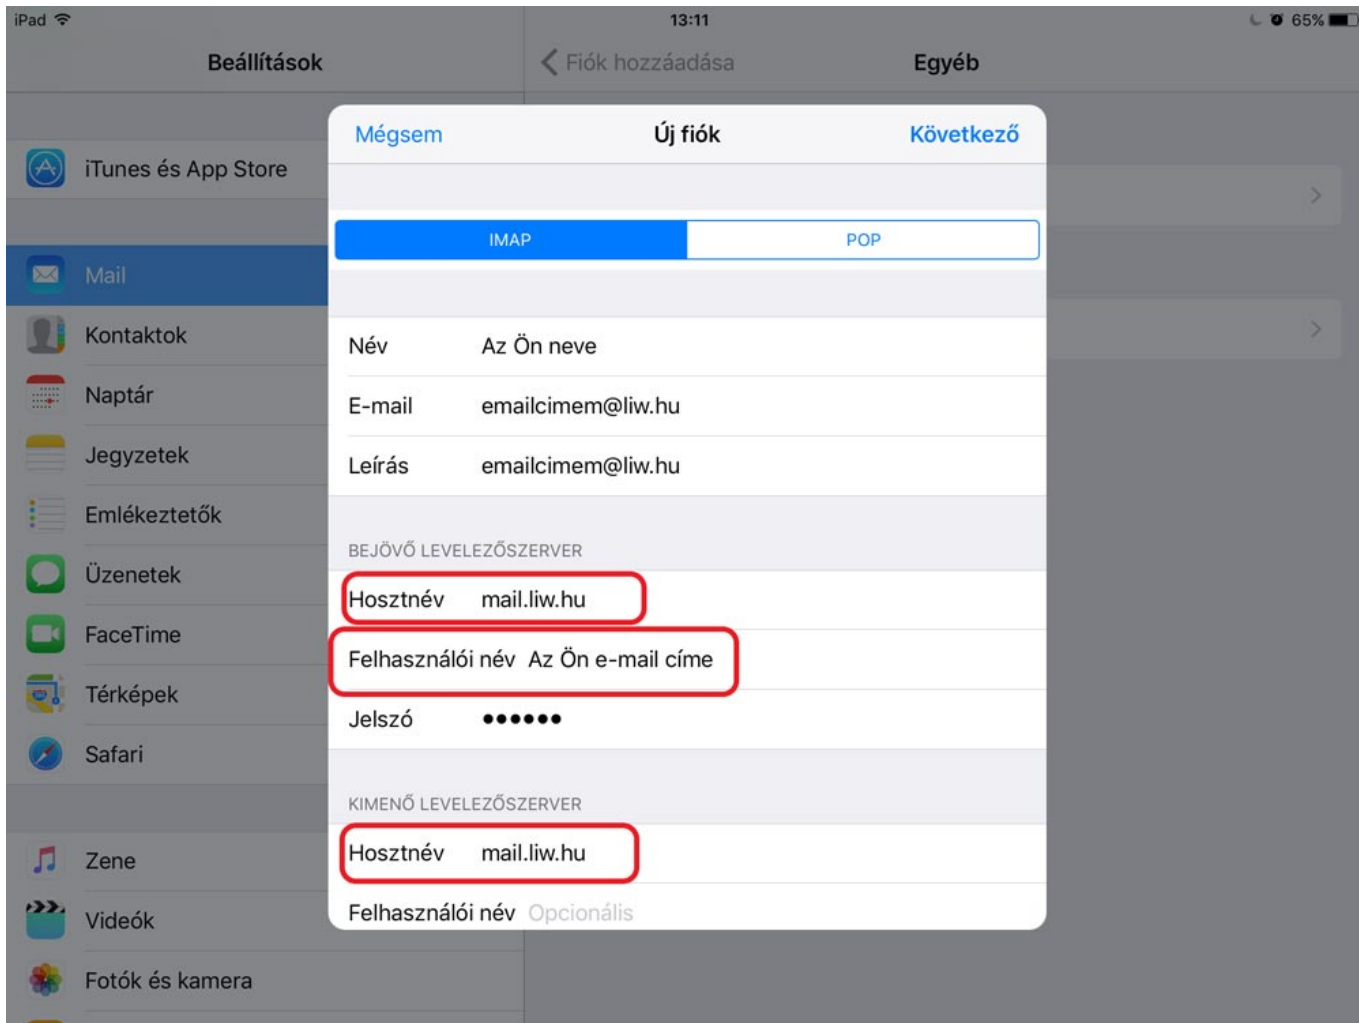 iPad 13:11 65%
Beállítások
Fiók hozzáadása Egyéb
Mégsem Új fiók Következő
iTunes és App Store
IMAP POP
Mail
Kontaktok
Név Az Ön neve
Naptár
E-mail emailcimem@liw.hu
Jegyzetek
Leírás emailcimem@liw.hu
Emlékeztetők
BEJÖVŐ LEVELEZŐSZERVER
Üzenetek
Hosztnév mail.liw.hu
FaceTime
Felhasználói név Az Ön e-mail címe
Térképek
Jelszó ••••••
Safari
KIMENŐ LEVELEZŐSZERVER
Zene
Hosztnév mail.liw.hu
Videók
Felhasználói név Opcionális
Fotók és kamera